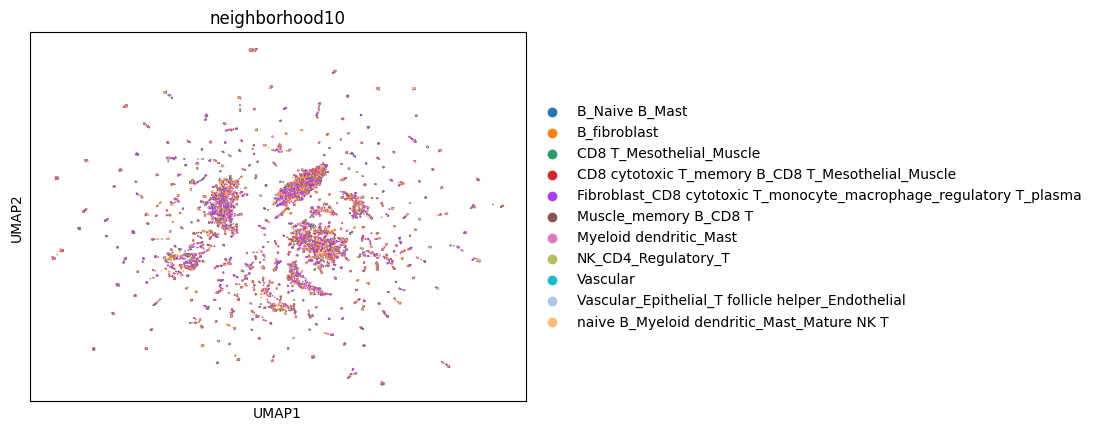 neighborhood10
UMAP2
UMAP1
B_Naive B_Mast
B_fibroblast
CD8 T_Mesothelial_Muscle
CD8 cytotoxic T_memory B_CD8 T_Mesothelial_Muscle
Fibroblast_CD8 cytotoxic T_monocyte_macrophage_regulatory T_plasma
Muscle_memory B_CD8 T
Myeloid dendritic_Mast
NK_CD4_Regulatory_T
Vascular
Vascular_Epithelial_T follicle helper_Endothelial
naive B_Myeloid dendritic_Mast_Mature NK T